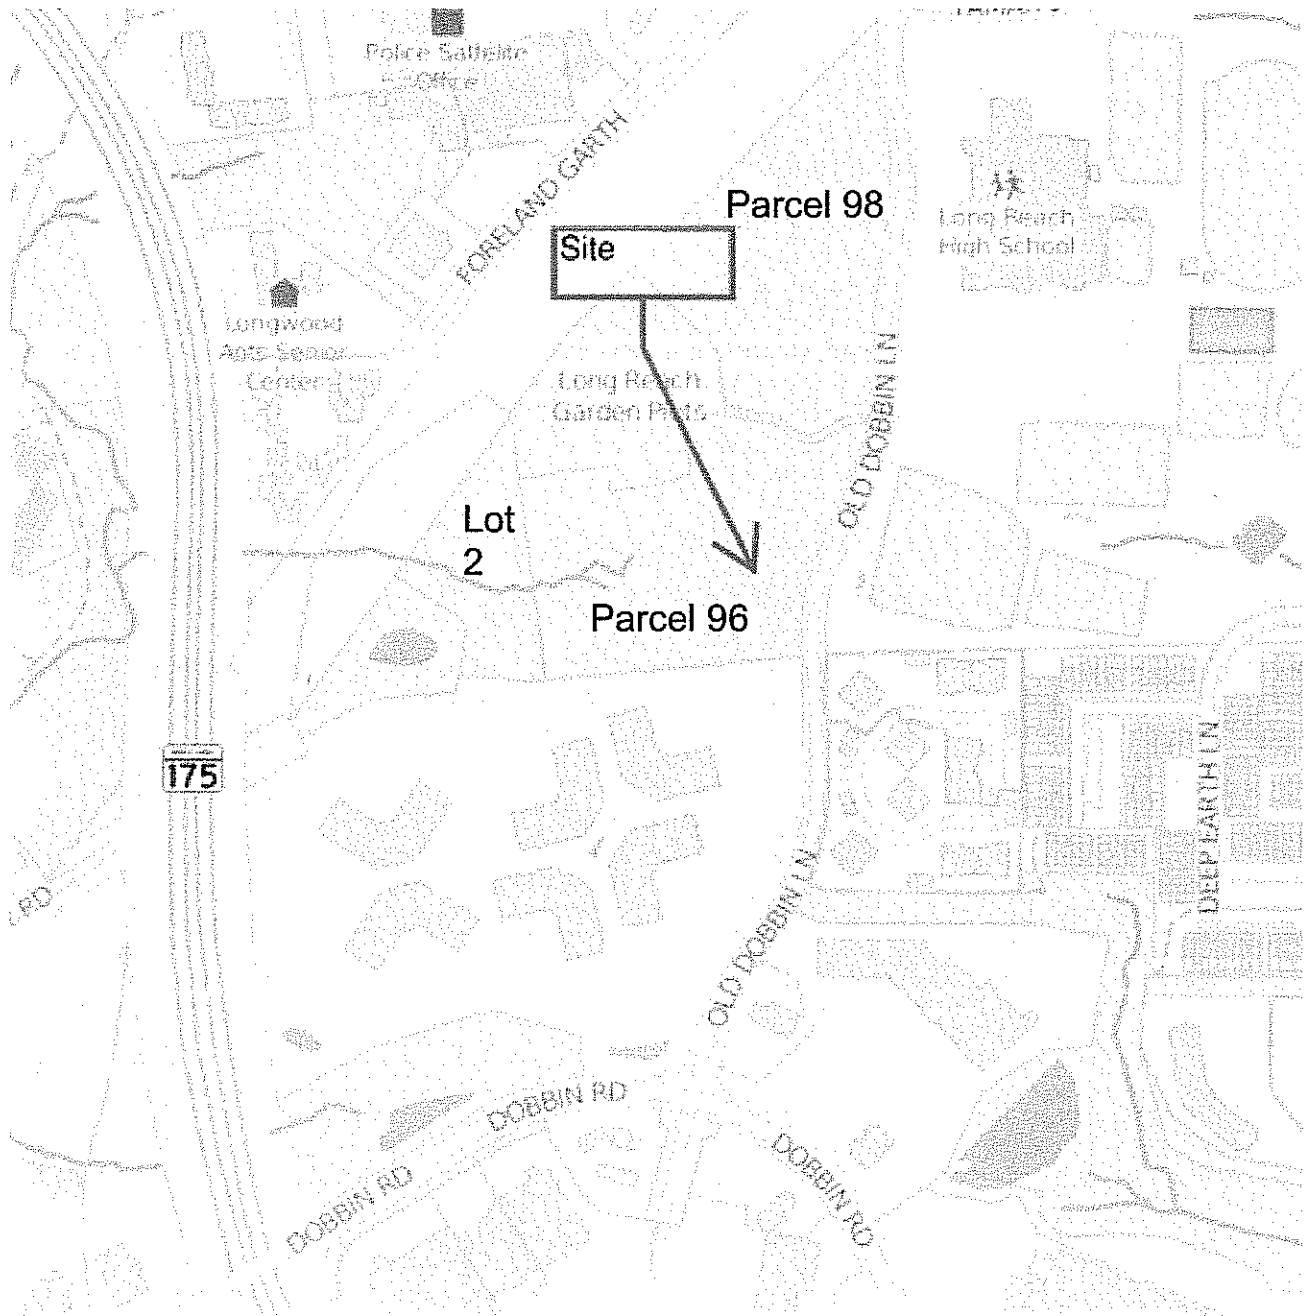 Police Satellite
Office
FORELAND GARTH
Parcel 98
Site
Long Reach
High School
Longwood
Apts Senior
Center
Long Reach
Garden Plots
OLD DOBBIN LN
Lot
2
Parcel 96
175
DEEP EARTH LN
RD
OLD DOBBIN LN
DOBBIN RD
DOBBIN RD
DOBBIN RD